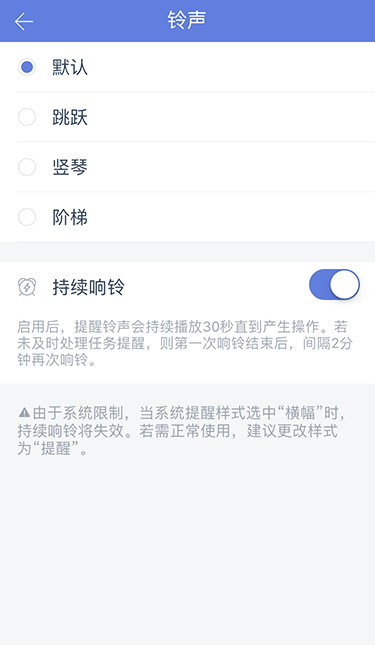 铃声
默认
跳跃
竖琴
阶梯
持续响铃
启用后，提醒铃声会持续播放30秒直到产生操作。若
未及时处理任务提醒，则第一次响铃结束后，间隔2分
钟再次响铃。
由于系统限制，当系统提醒样式选中“横幅”时，
持续响铃将失效。若需正常使用，建议更改样式
为“提醒”。